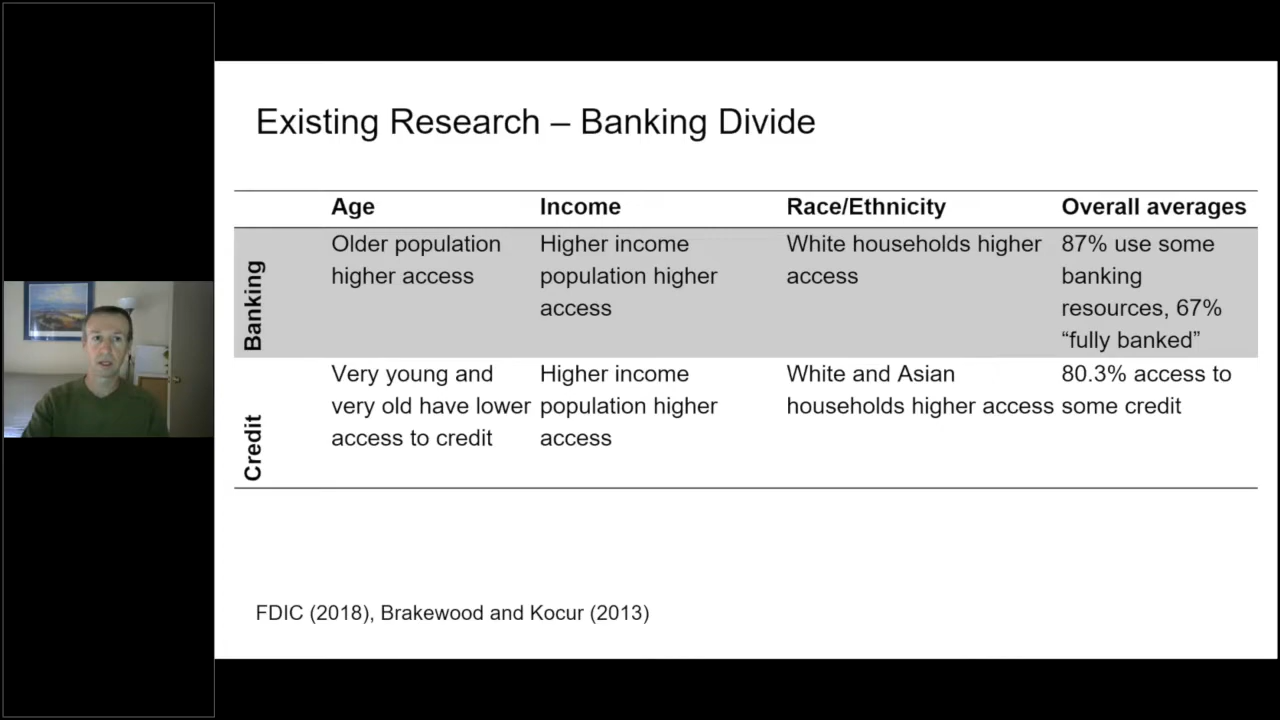 Existing Research – Banking Divide
Age Income Race/Ethnicity Overall averages
Banking
Older population
higher access
Higher income
population higher
access
White households higher
access
87% use some
banking
resources, 67%
“fully banked”
Credit
Very young and
very old have lower
access to credit
Higher income
population higher
access
White and Asian
households higher access
80.3% access to
some credit
FDIC (2018), Brakewood and Kocur (2013)